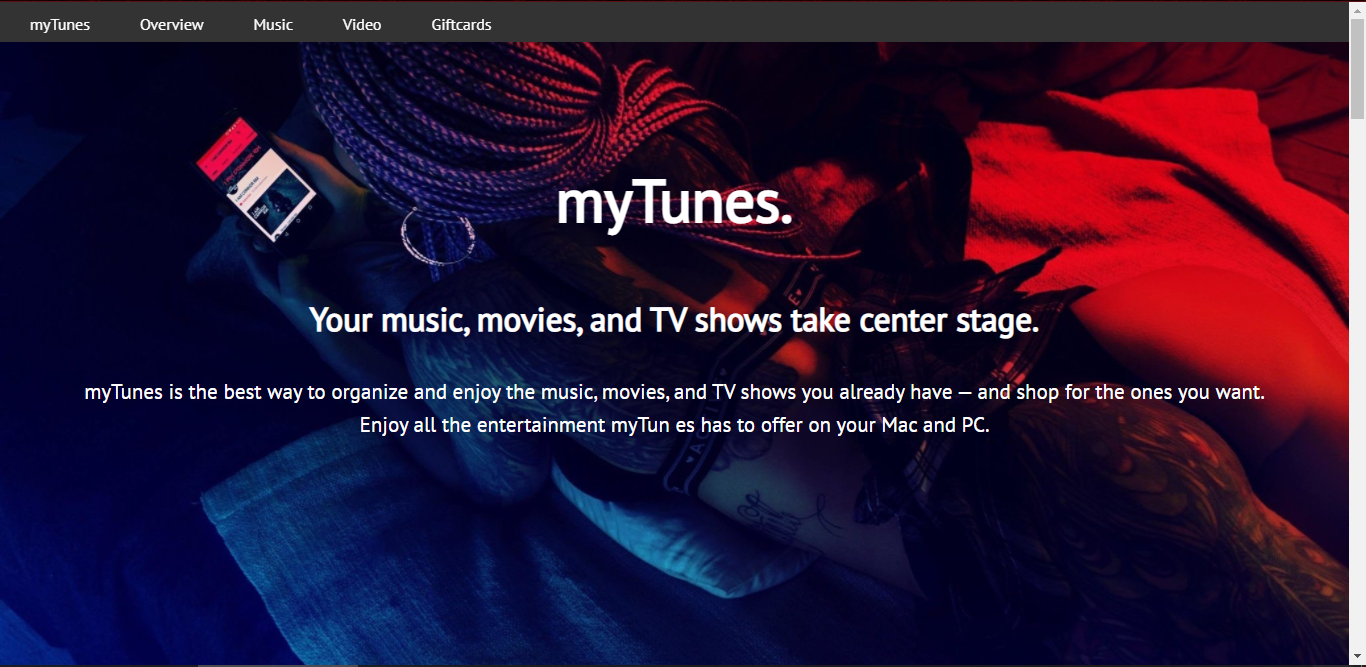 myTunes Overview Music Video Giftcards
myTunes.
Your music, movies, and TV shows take center stage.
myTunes is the best way to organize and enjoy the music, movies, and TV shows you already have — and shop for the ones you want.
Enjoy all the entertainment myTun es has to offer on your Mac and PC.